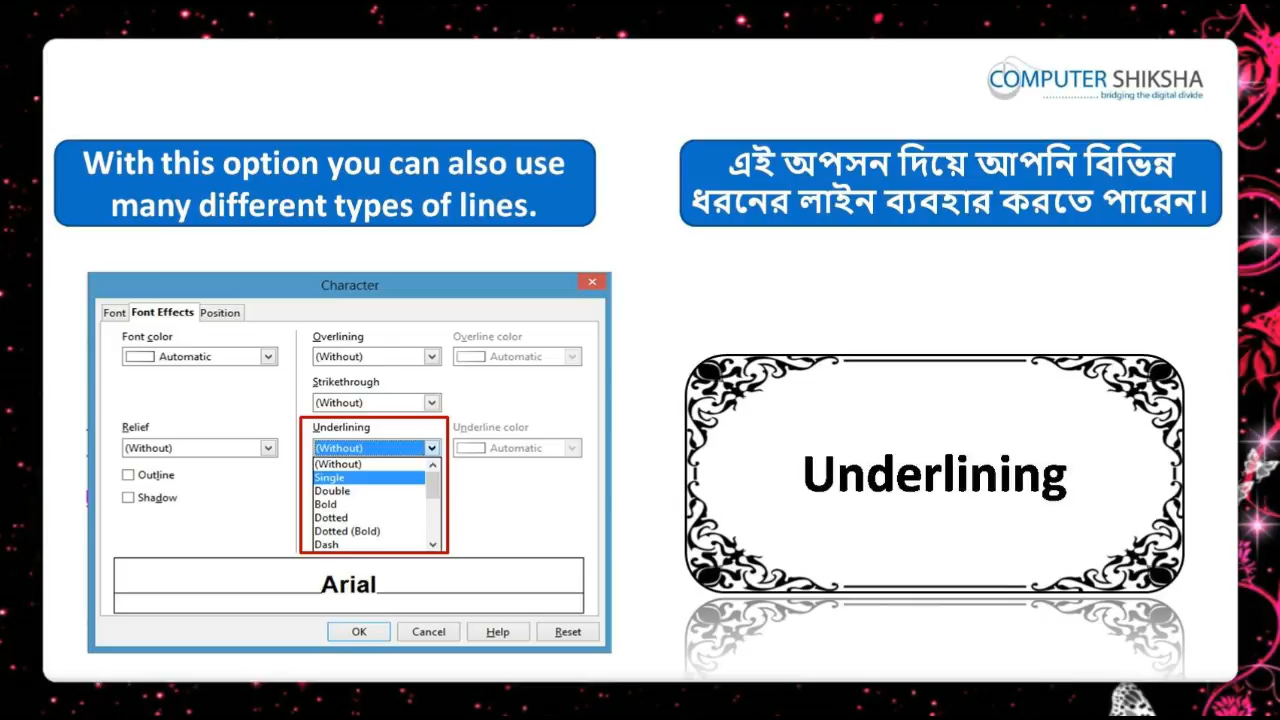 COMPUTER SHIKSHA
bridging the digital divide
With this option you can also use
many different types of lines.
এই অপসন দিয়ে আপনি বিভিন্ন
ধরনের লাইন ব্যবহার করতে পারেন।
Character
Font Font Effects Position
Font color Overlining Overline color
Automatic (Without) Automatic
Strikethrough
(Without)
Relief Underlining Underline color
(Without) (Without) Automatic
(Without)
Outline Single
Double
Shadow Bold
Dotted
Dotted (Bold)
Dash
Arial
OK Cancel Help Reset
Underlining